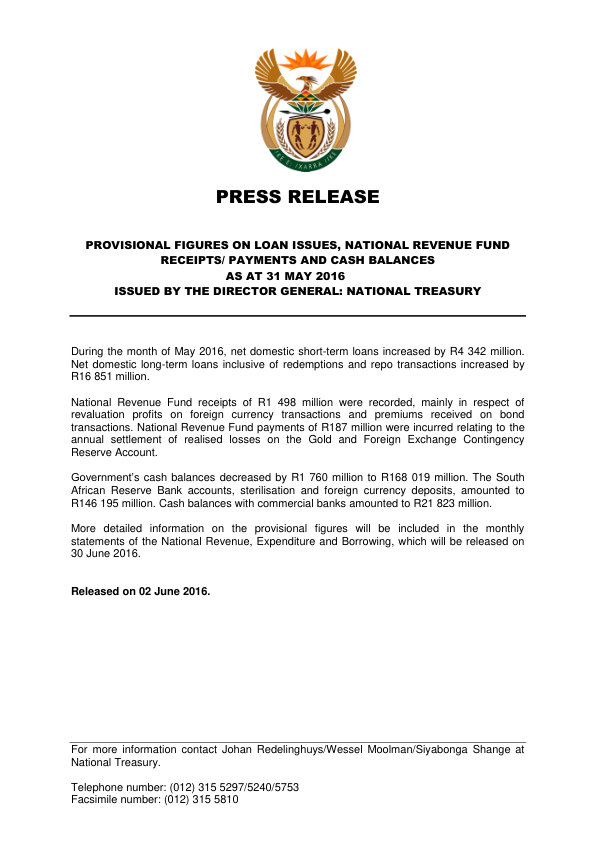 !KE E: /XARRA //KE
PRESS RELEASE
PROVISIONAL FIGURES ON LOAN ISSUES, NATIONAL REVENUE FUND
RECEIPTS/ PAYMENTS AND CASH BALANCES
AS AT 31 MAY 2016
ISSUED BY THE DIRECTOR GENERAL: NATIONAL TREASURY
During the month of May 2016, net domestic short-term loans increased by R4 342 million.
Net domestic long-term loans inclusive of redemptions and repo transactions increased by
R16 851 million.
National Revenue Fund receipts of R1 498 million were recorded, mainly in respect of
revaluation profits on foreign currency transactions and premiums received on bond
transactions. National Revenue Fund payments of R187 million were incurred relating to the
annual settlement of realised losses on the Gold and Foreign Exchange Contingency
Reserve Account.
Government's cash balances decreased by R1 760 million to R168 019 million. The South
African Reserve Bank accounts, sterilisation and foreign currency deposits, amounted to
R146 195 million. Cash balances with commercial banks amounted to R21 823 million.
More detailed information on the provisional figures will be included in the monthly
statements of the National Revenue, Expenditure and Borrowing, which will be released on
30 June 2016.
Released on 02 June 2016.
For more information contact Johan Redelinghuys/Wessel Moolman/Siyabonga Shange at
National Treasury.
Telephone number: (012) 315 5297/5240/5753
Facsimile number: (012) 315 5810